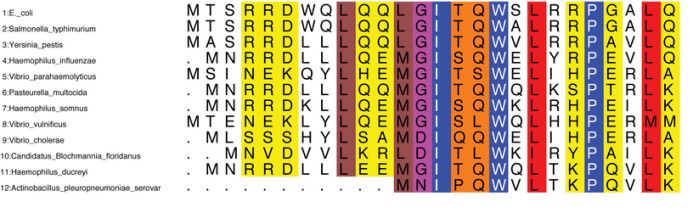 1:E._coli M T S R R D W Q L Q Q L G I T Q W S L R R P G A L Q
2:Salmonella_typhimurium M T S R R D W Q L Q Q L G I T Q W A L R R P G A L Q
3:Yersinia_pestis M A S R R D L L L Q Q L G I T Q W S L R R P A V L Q
4:Haemophilus_influenzae . M N R R D L L L Q E M G I S Q W E L Y R P E V L Q
5:Vibrio_parahaemolyticus M S I N E K Q Y L H E M G I T S W E L I H P E R L A
6:Pasteurella_multocida . M N R R D L L L Q Q M G I T Q W Q L K S P T R L K
7:Haemophilus_somnus . M N R R D K L L Q E M G I S Q W K L R H P E I L K
8:Vibrio_vulnificus M T E N E K L Y L Q E M G I S L W Q L H H P E R M M
9:Vibrio_cholerae . M L S S S H Y L S A M D I Q Q W E L I H P E R L A
10:Candidatus_Blochmannia_floridanus . . M N V D V V L K R L D I T L W K I R Y P A I L K
11:Haemophilus_ducreyi . M N R R D L L L E E M G I T Q W Q L T K P Q V L K
12:Actinobacillus_pleuropneumoniae_serovar . . . . . . . . . . . M N I P Q W V L T K P Q V L K